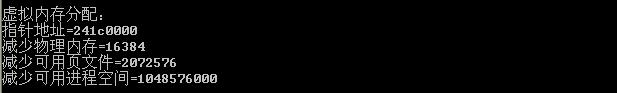 虚拟内存分配：
指针地址=241c0000
减少物理内存=16384
减少可用页文件=2072576
减少可用进程空间=1048576000